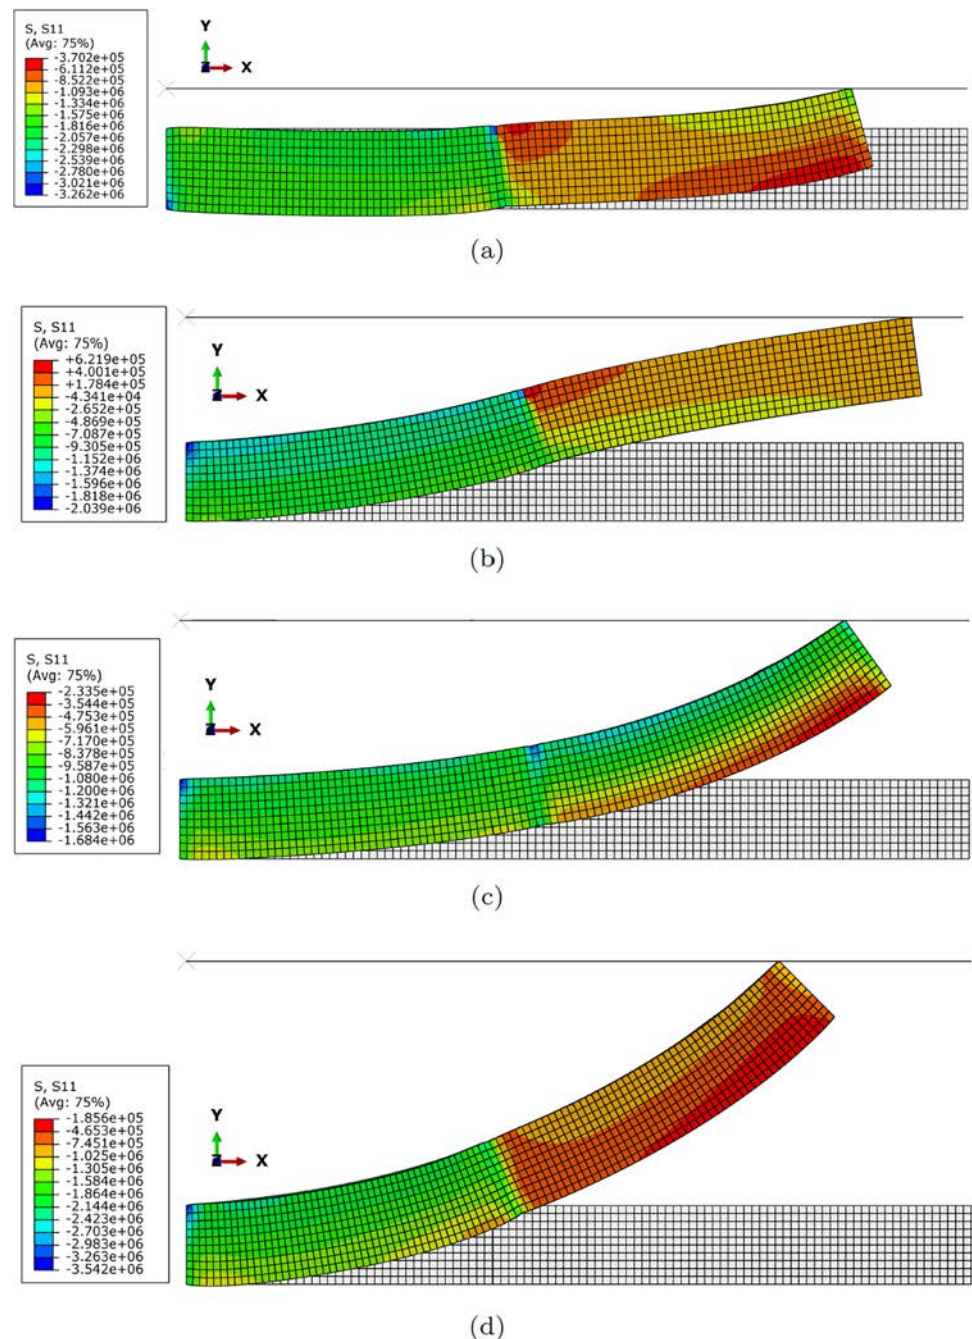 S, S11
(Avg: 75%)
-3.702e+05
-6.112e+05
-8.522e+05
-1.093e+06
-1.334e+06
-1.575e+06
-1.816e+06
-2.057e+06
-2.298e+06
-2.539e+06
-2.780e+06
-3.021e+06
-3.262e+06
Y
X
(a)
S, S11
(Avg: 75%)
+6.219e+05
+4.001e+05
+1.784e+05
-4.341e+04
-2.652e+05
-4.869e+05
-7.087e+05
-9.305e+05
-1.152e+06
-1.374e+06
-1.596e+06
-1.818e+06
-2.039e+06
Y
X
(b)
S, S11
(Avg: 75%)
-2.335e+05
-3.544e+05
-4.753e+05
-5.961e+05
-7.170e+05
-8.378e+05
-9.587e+05
-1.080e+06
-1.200e+06
-1.321e+06
-1.442e+06
-1.563e+06
-1.684e+06
Y
X
(c)
S, S11
(Avg: 75%)
-1.856e+05
-4.653e+05
-7.451e+05
-1.025e+06
-1.305e+06
-1.584e+06
-1.864e+06
-2.144e+06
-2.423e+06
-2.703e+06
-2.983e+06
-3.263e+06
-3.542e+06
Y
X
(d)